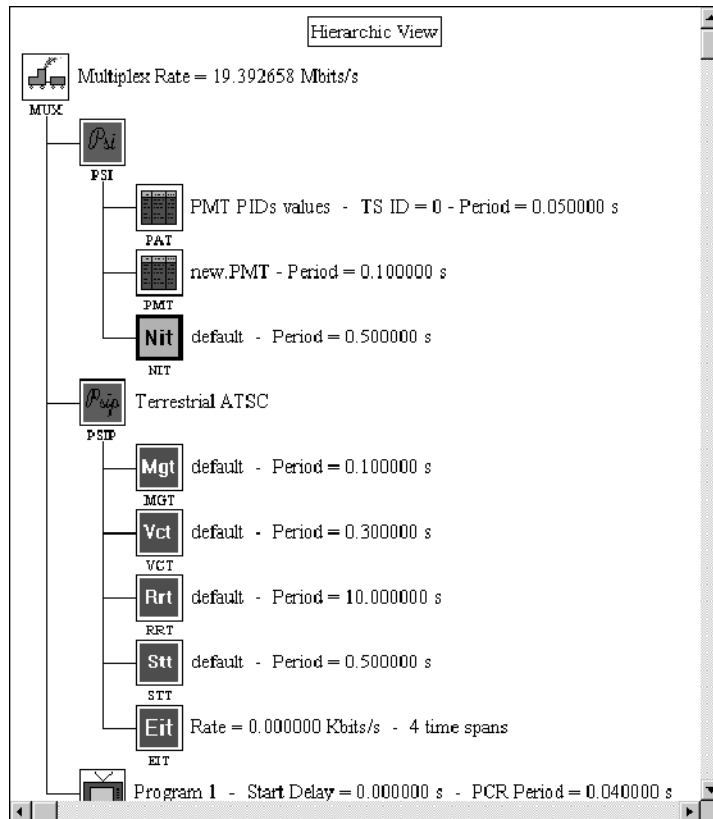 Hierarchic View
Multiplex Rate = 19.392658 Mbits/s
MUX
Psi
PSI
PMT PIDs values - TS ID = 0 - Period = 0.050000 s
PAT
new.PMT - Period = 0.100000 s
PMT
Nit default - Period = 0.500000 s
NIT
Psip Terrestrial ATSC
PSIP
Mgt default - Period = 0.100000 s
MGT
Vct default - Period = 0.300000 s
VCT
Rrt default - Period = 10.000000 s
RRT
Stt default - Period = 0.500000 s
STT
Eit Rate = 0.000000 Kbits/s - 4 time spans
EIT
Program 1 - Start Delay = 0.000000 s - PCR Period = 0.040000 s